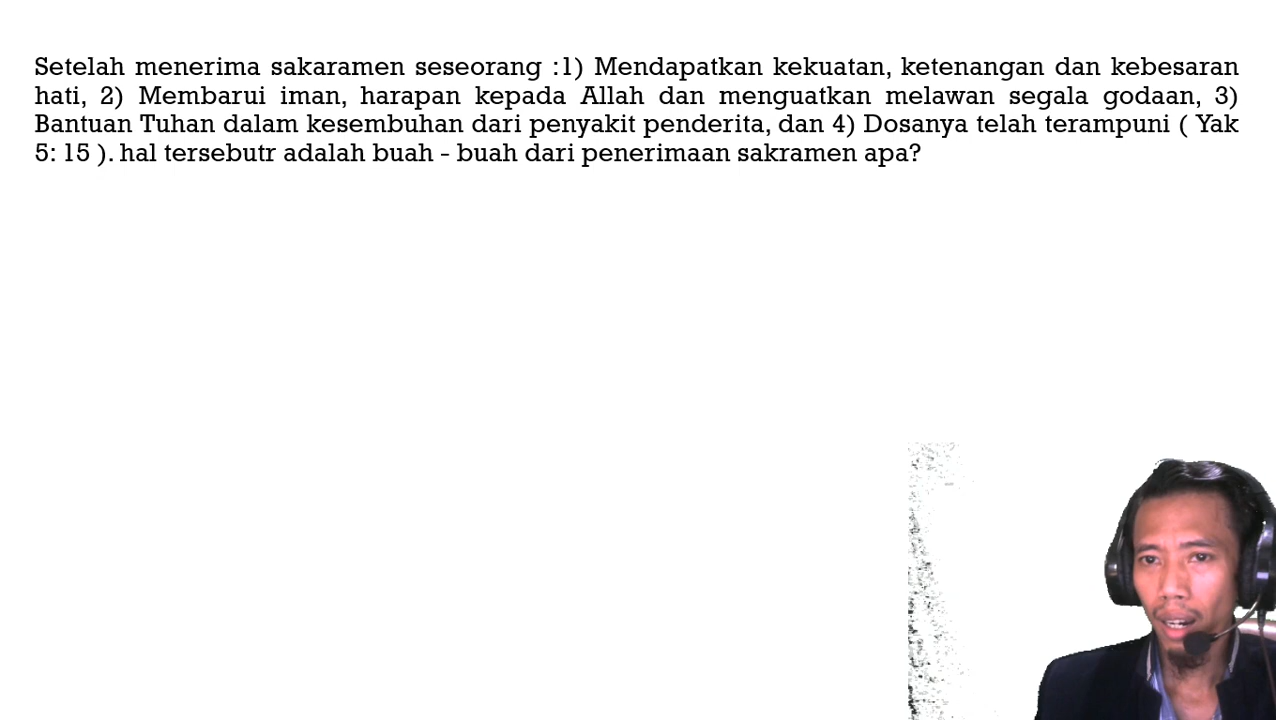 Setelah menerima sakaramen seseorang :1) Mendapatkan kekuatan, ketenangan dan kebesaran
hati, 2) Membarui iman, harapan kepada Allah dan menguatkan melawan segala godaan, 3)
Bantuan Tuhan dalam kesembuhan dari penyakit penderita, dan 4) Dosanya telah terampuni ( Yak
5: 15 ). hal tersebutr adalah buah - buah dari penerimaan sakramen apa?